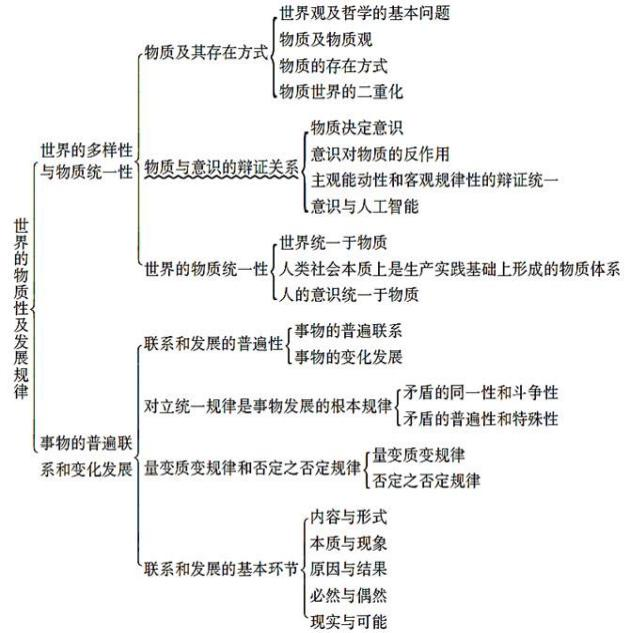 世界的物质性及发展规律
世界的多样性
与物质统一性
物质及其存在方式
世界观及哲学的基本问题
物质及物质观
物质的存在方式
物质世界的二重化
物质与意识的辩证关系
物质决定意识
意识对物质的反作用
主观能动性和客观规律性的辩证统一
意识与人工智能
世界的物质统一性
世界统一于物质
人类社会本质上是生产实践基础上形成的物质体系
人的意识统一于物质
事物的普遍联
系和变化发展
联系和发展的普遍性
事物的普遍联系
事物的变化发展
对立统一规律是事物发展的根本规律
矛盾的同一性和斗争性
矛盾的普遍性和特殊性
量变质变规律和否定之否定规律
量变质变规律
否定之否定规律
联系和发展的基本环节
内容与形式
本质与现象
原因与结果
必然与偶然
现实与可能